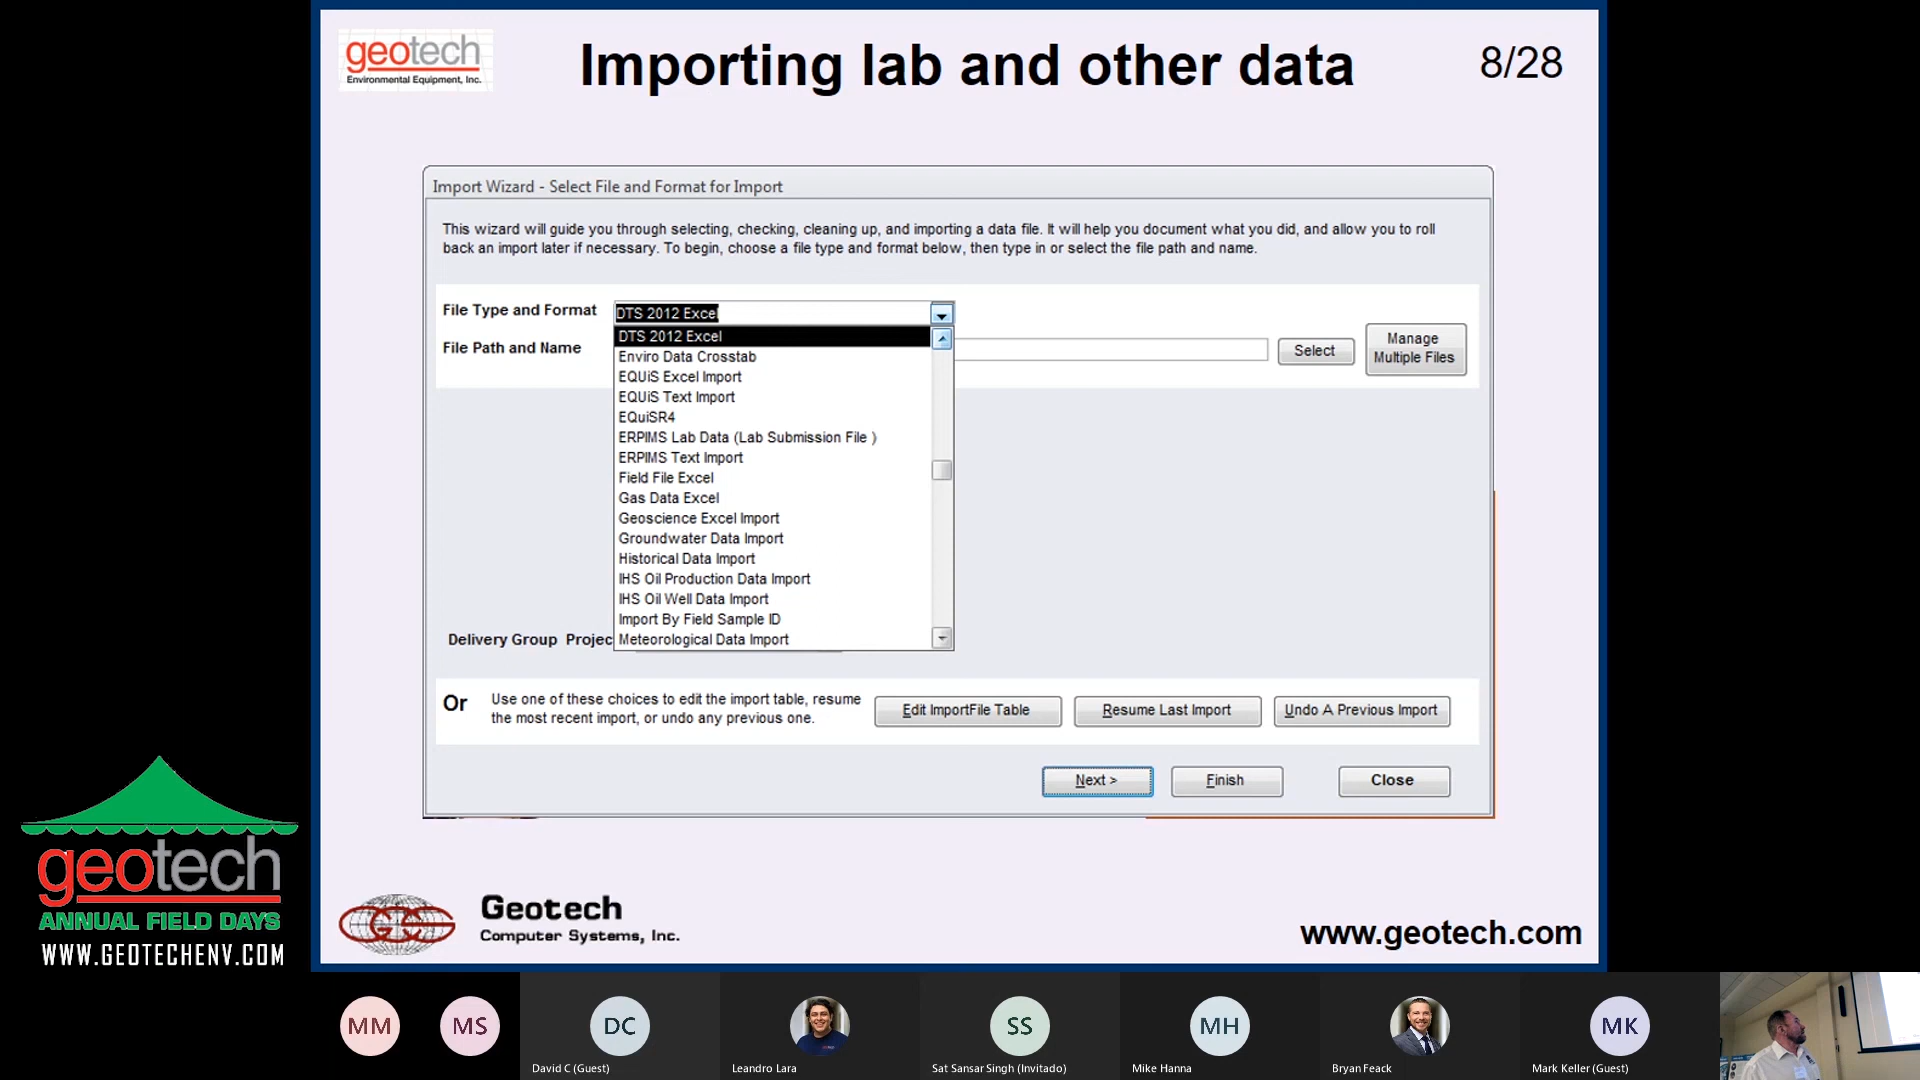 geotech
Environmental Equipment, Inc.
Importing lab and other data
8/28
Import Wizard - Select File and Format for Import
This wizard will guide you through selecting, checking, cleaning up, and importing a data file. It will help you document what you did, and allow you to roll
back an import later if necessary. To begin, choose a file type and format below, then type in or select the file path and name.
File Type and Format
DTS 2012 Excel
File Path and Name
Select
Manage
Multiple Files
DTS 2012 Excel
Enviro Data Crosstab
EQUiS Excel Import
EQUiS Text Import
EQuiSR4
ERPIMS Lab Data (Lab Submission File )
ERPIMS Text Import
Field File Excel
Gas Data Excel
Geoscience Excel Import
Groundwater Data Import
Historical Data Import
IHS Oil Production Data Import
IHS Oil Well Data Import
Import By Field Sample ID
Meteorological Data Import
Delivery Group Projec
Or
Use one of these choices to edit the import table, resume
the most recent import, or undo any previous one.
Edit ImportFile Table
Resume Last Import
Undo A Previous Import
Next >
Finish
Close
geotech
ANNUAL FIELD DAYS
WWW.GEOTECHENV.COM
GCS
Geotech
Computer Systems, Inc.
www.geotech.com
MM
MS
DC
David C (Guest)
Leandro Lara
SS
Sat Sansar Singh (Invitado)
MH
Mike Hanna
Bryan Feack
MK
Mark Keller (Guest)